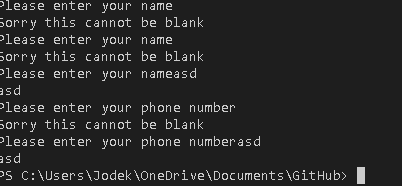 Please enter your name
Sorry this cannot be blank
Please enter your name
Sorry this cannot be blank
Please enter your nameasd
asd
Please enter your phone number
Sorry this cannot be blank
Please enter your phone numberasd
asd
PS C:\Users\Jodek\OneDrive\Documents\GitHub>